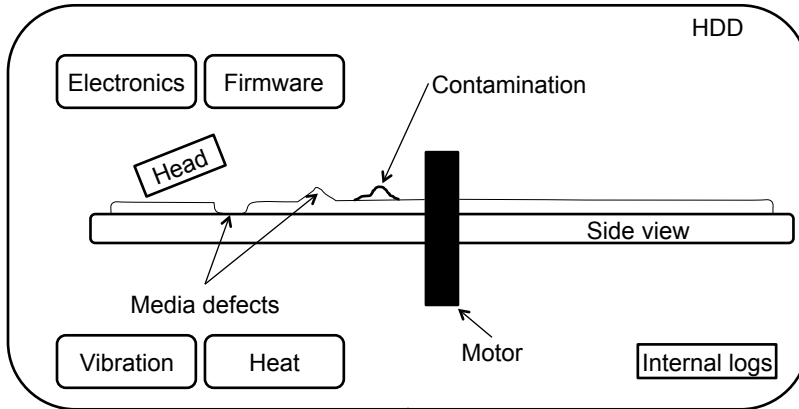 HDD
Electronics
Firmware
Contamination
Head
Side view
Media defects
Motor
Vibration
Heat
Internal logs